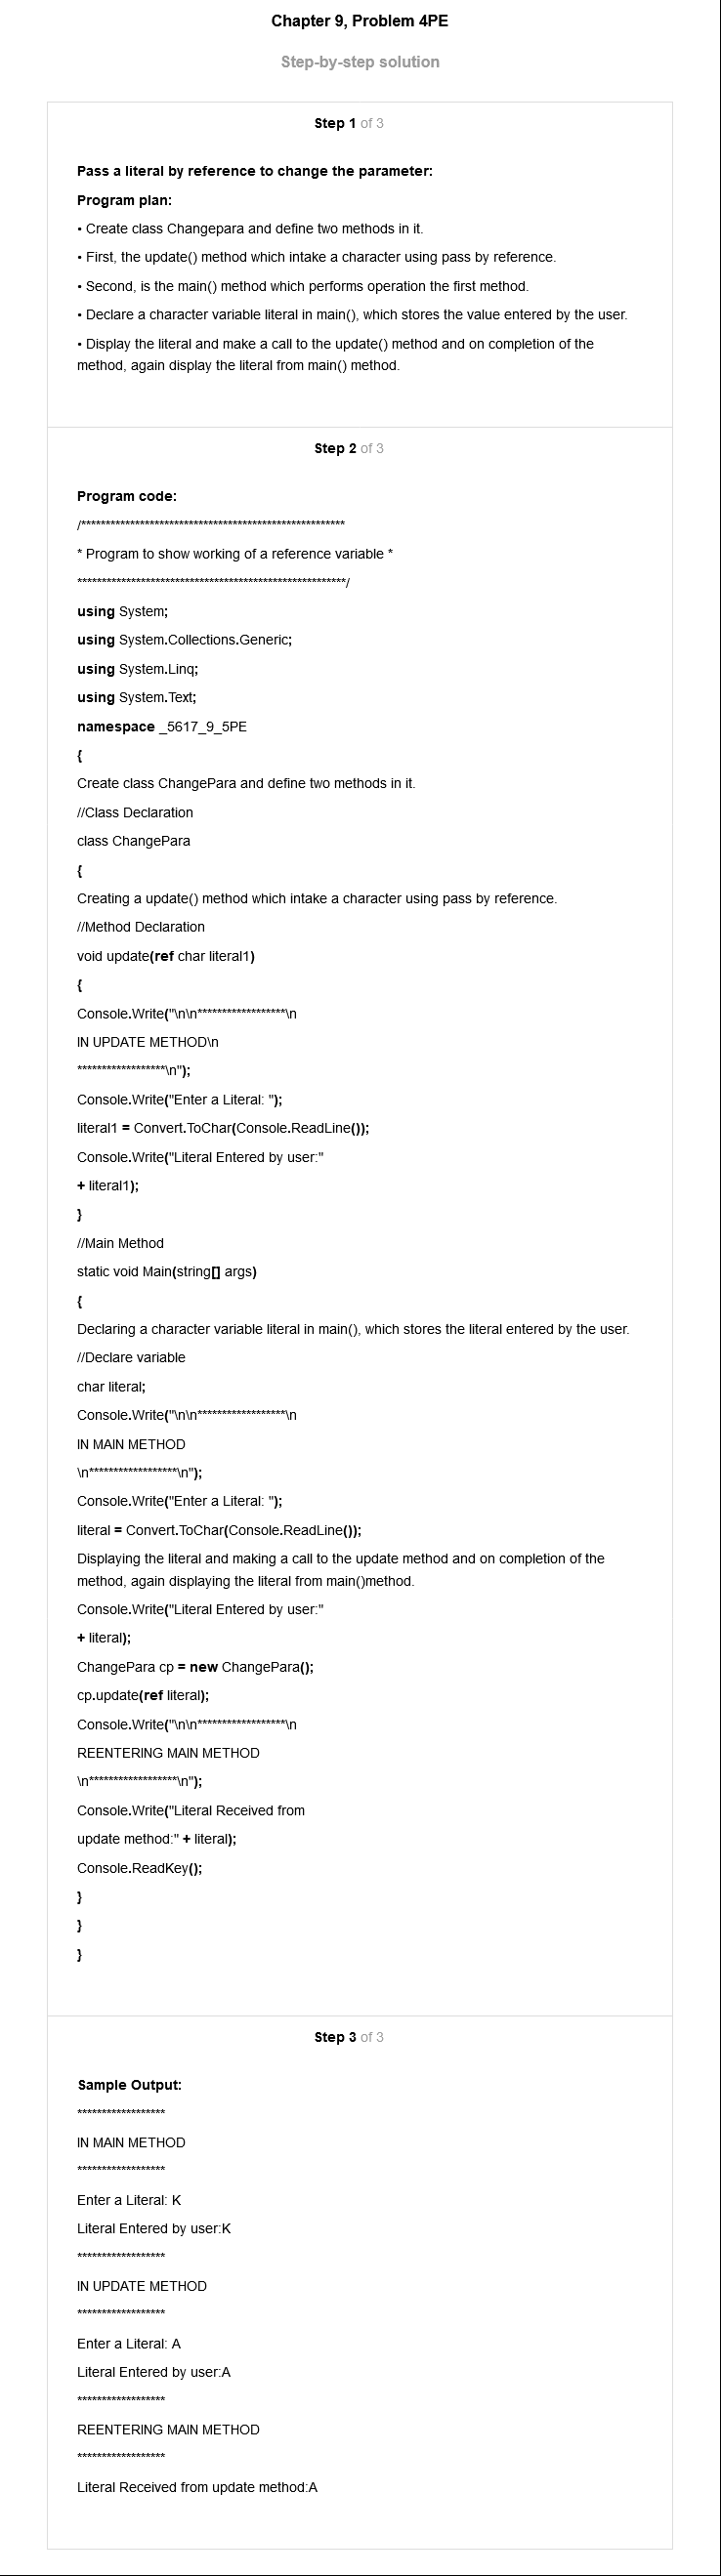 Chapter 9, Problem 4PE
Step-by-step solution
Step 1 of 3
Pass a literal by reference to change the parameter:
Program plan:
• Create class Changepara and define two methods in it.
• First, the update() method which intake a character using pass by reference.
• Second, is the main() method which performs operation the first method.
• Declare a character variable literal in main(), which stores the value entered by the user.
• Display the literal and make a call to the update() method and on completion of the
method, again display the literal from main() method.
Step 2 of 3
Program code:
/******************************************************
* Program to show working of a reference variable *
*******************************************************/
using System;
using System.Collections.Generic;
using System.Linq;
using System.Text;
namespace _5617_9_5PE
{
Create class ChangePara and define two methods in it.
//Class Declaration
class ChangePara
{
Creating a update() method which intake a character using pass by reference.
//Method Declaration
void update(ref char literal1)
{
Console.Write("\n\n******************\n
IN UPDATE METHOD\n
******************\n");
Console.Write("Enter a Literal: ");
literal1 = Convert.ToChar(Console.ReadLine());
Console.Write("Literal Entered by user:"
+ literal1);
}
//Main Method
static void Main(string[] args)
{
Declaring a character variable literal in main(), which stores the literal entered by the user.
//Declare variable
char literal;
Console.Write("\n\n******************\n
IN MAIN METHOD
\n******************\n");
Console.Write("Enter a Literal: ");
literal = Convert.ToChar(Console.ReadLine());
Displaying the literal and making a call to the update method and on completion of the
method, again displaying the literal from main()method.
Console.Write("Literal Entered by user:"
+ literal);
ChangePara cp = new ChangePara();
cp.update(ref literal);
Console.Write("\n\n******************\n
REENTERING MAIN METHOD
\n******************\n");
Console.Write("Literal Received from
update method:" + literal);
Console.ReadKey();
}
}
}
Step 3 of 3
Sample Output:
******************
IN MAIN METHOD
******************
Enter a Literal: K
Literal Entered by user:K
******************
IN UPDATE METHOD
******************
Enter a Literal: A
Literal Entered by user:A
******************
REENTERING MAIN METHOD
******************
Literal Received from update method:A